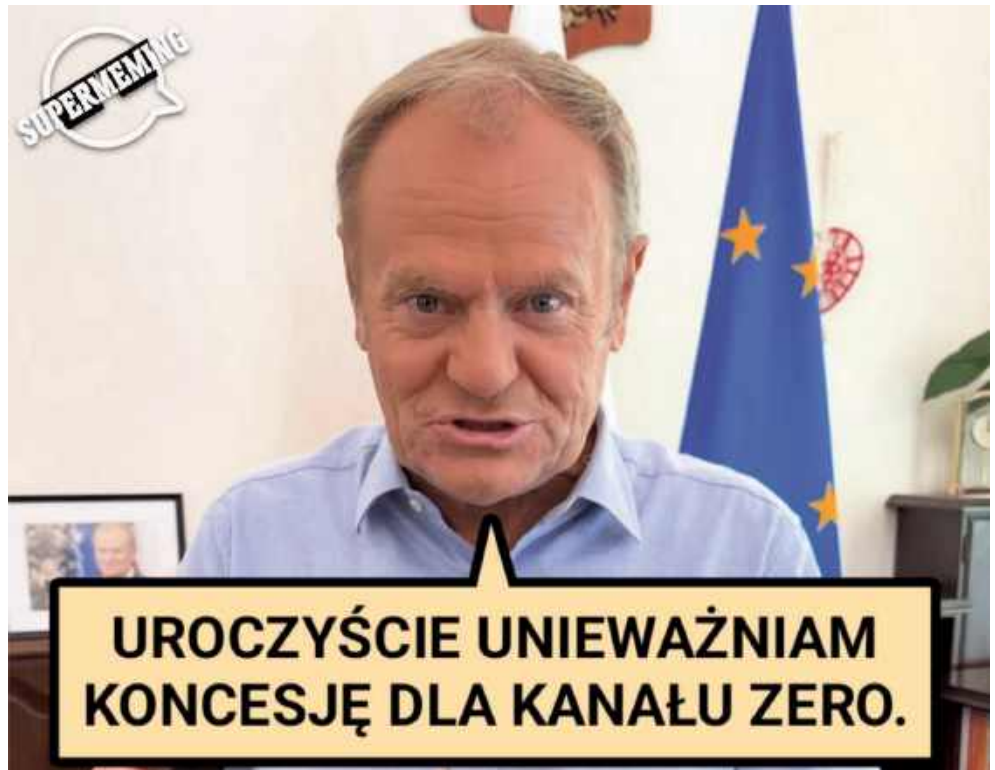 SUPERMEMING
UROCZYŚCIE UNIEWAŻNIAM
KONCESJĘ DLA KANAŁU ZERO.